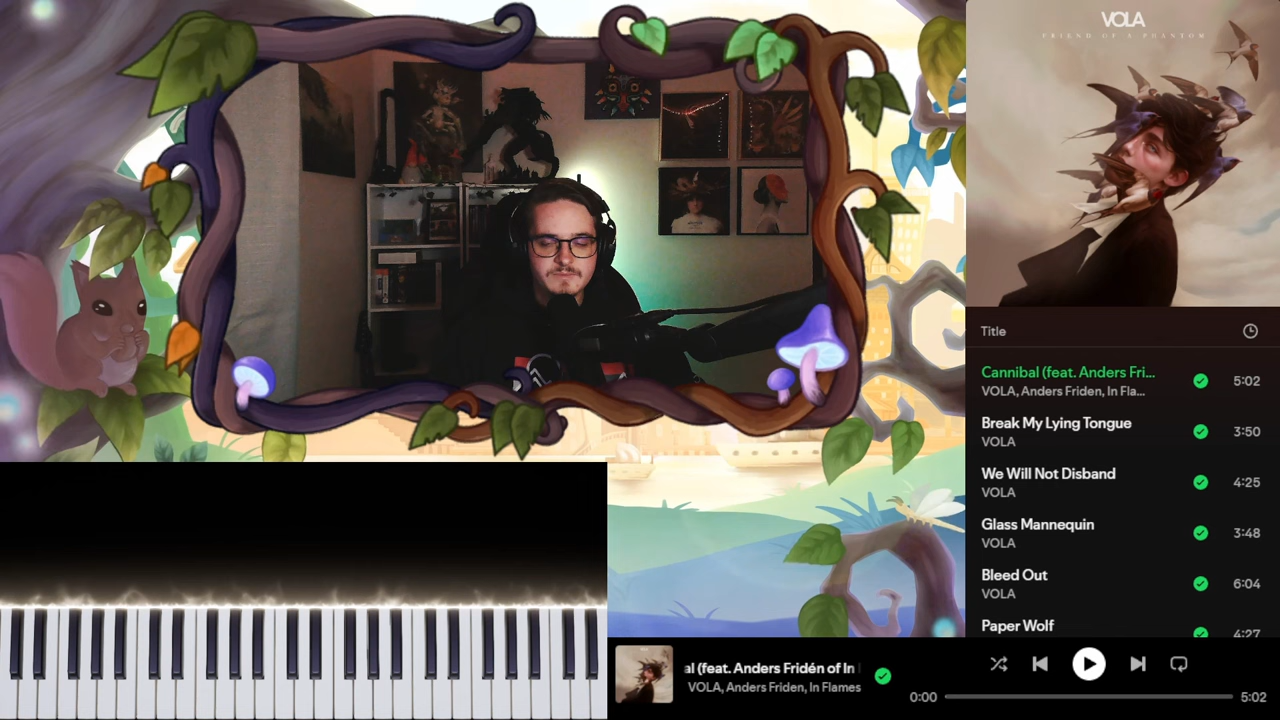 VOLA
FRIEND OF A PHANTOM
Title
Cannibal (feat. Anders Fri...
VOLA, Anders Friden, In Fla...
5:02
Break My Lying Tongue
VOLA
3:50
We Will Not Disband
VOLA
4:25
Glass Mannequin
VOLA
3:48
Bleed Out
VOLA
6:04
Paper Wolf
4:27
al (feat. Anders Fridén of In
VOLA, Anders Friden, In Flames
0:00
5:02